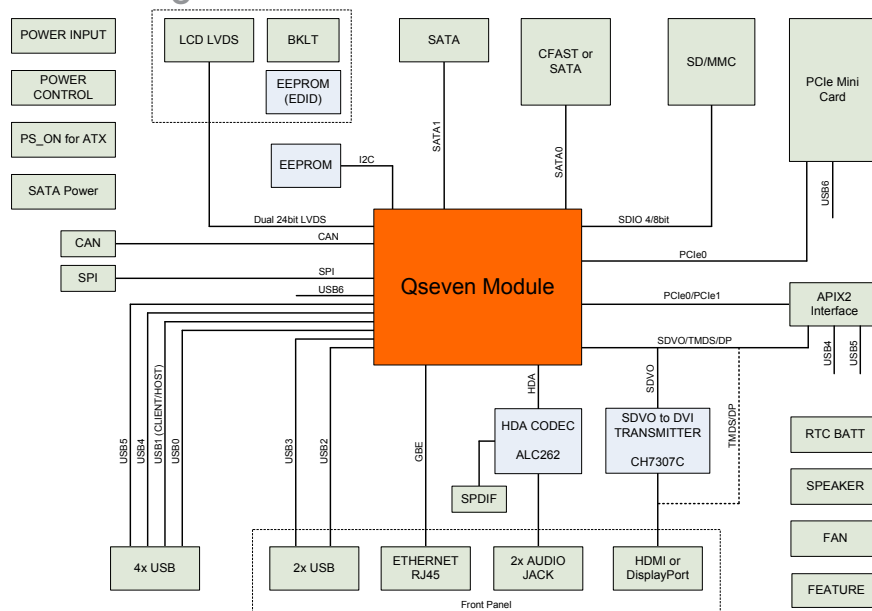 POWER INPUT
POWER
CONTROL
PS_ON for ATX
SATA Power
LCD LVDS
BKLT
EEPROM
(EDID)
SATA
CFAST or
SATA
SD/MMC
PCIe Mini
Card
EEPROM
I2C
SATA1
SATA0
USB6
Dual 24bit LVDS
SDIO 4/8bit
CAN
CAN
PCIe0
SPI
SPI
Qseven Module
USB6
PCIe0/PCIe1
APIX2
Interface
SDVO/TMDS/DP
USB4
USB5
HDA
SDVO
TMDS/DP
USB5
USB4
USB1 (CLIENT/HOST)
USB0
USB3
USB2
GBE
HDA CODEC
ALC262
SDVO to DVI
TRANSMITTER
CH7307C
SPDIF
RTC BATT
SPEAKER
FAN
FEATURE
4x USB
2x USB
ETHERNET
RJ45
2x AUDIO
JACK
HDMI or
DisplayPort
Front Panel